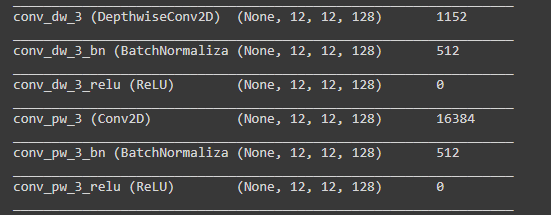 conv_dw_3 (DepthwiseConv2D) (None, 12, 12, 128) 1152
conv_dw_3_bn (BatchNormaliza (None, 12, 12, 128) 512
conv_dw_3_relu (ReLU) (None, 12, 12, 128) 0
conv_pw_3 (Conv2D) (None, 12, 12, 128) 16384
conv_pw_3_bn (BatchNormaliza (None, 12, 12, 128) 512
conv_pw_3_relu (ReLU) (None, 12, 12, 128) 0